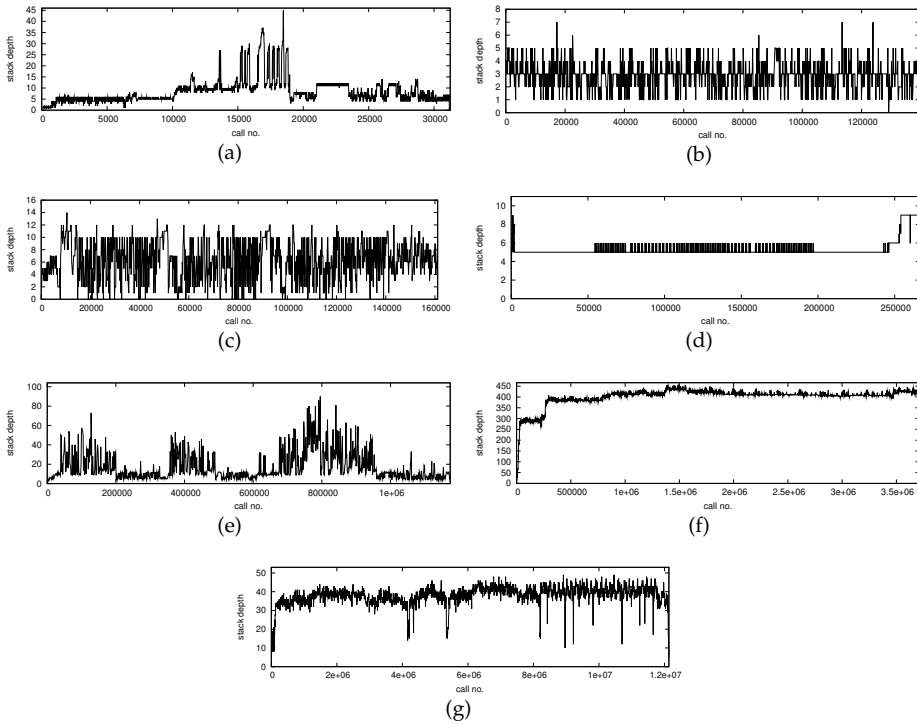 45
40
35
30
25
20
15
10
5
0
stack depth
0 5000 10000 15000 20000 25000 30000
call no.
(a)
8
7
6
5
4
3
2
1
0
stack depth
0 20000 40000 60000 80000 100000 120000
call no.
(b)
16
14
12
10
8
6
4
2
0
stack depth
0 20000 40000 60000 80000 100000 120000 140000 160000
call no.
(c)
10
8
6
4
2
0
stack depth
0 50000 100000 150000 200000 250000
call no.
(d)
100
80
60
40
20
0
stack depth
0 200000 400000 600000 800000 1e+06
call no.
(e)
450
400
350
300
250
200
150
100
50
0
stack depth
0 500000 1e+06 1.5e+06 2e+06 2.5e+06 3e+06 3.5e+06
call no.
(f)
50
40
30
20
10
0
stack depth
0 2e+06 4e+06 6e+06 8e+06 1e+07 1.2e+07
call no.
(g)